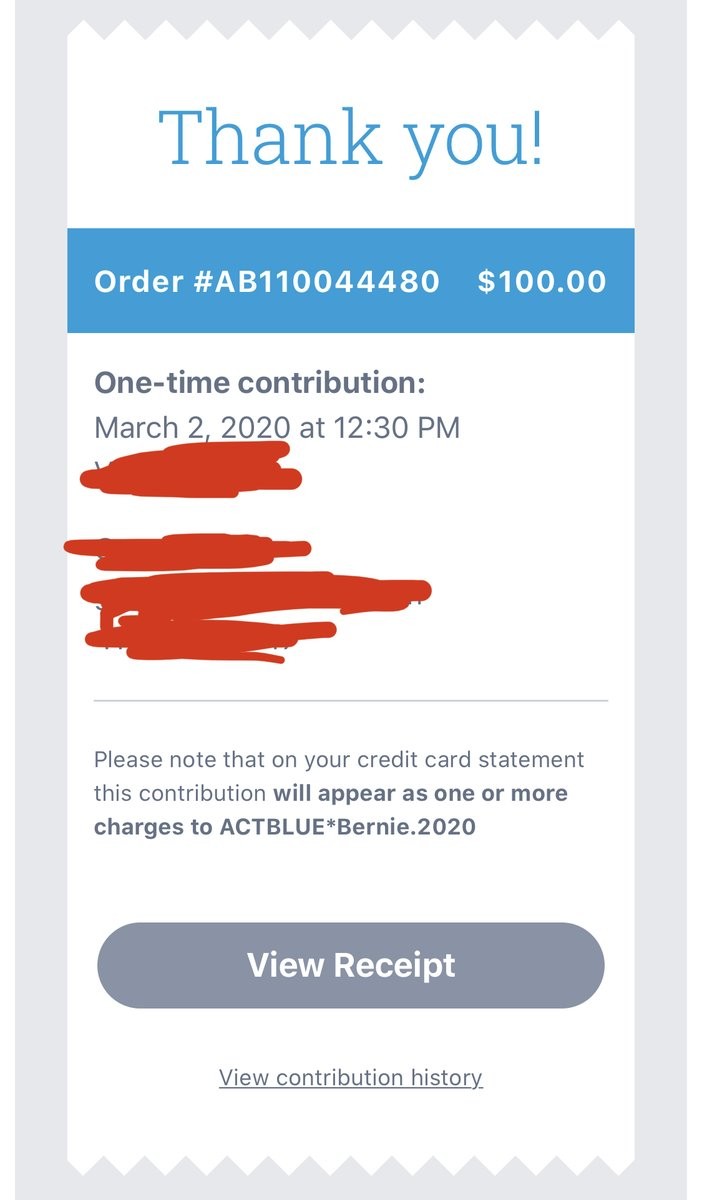 Thank you!
Order #AB110044480 $100.00
One-time contribution:
March 2, 2020 at 12:30 PM
Please note that on your credit card statement
this contribution will appear as one or more
charges to ACTBLUE*Bernie.2020
View Receipt
View contribution history